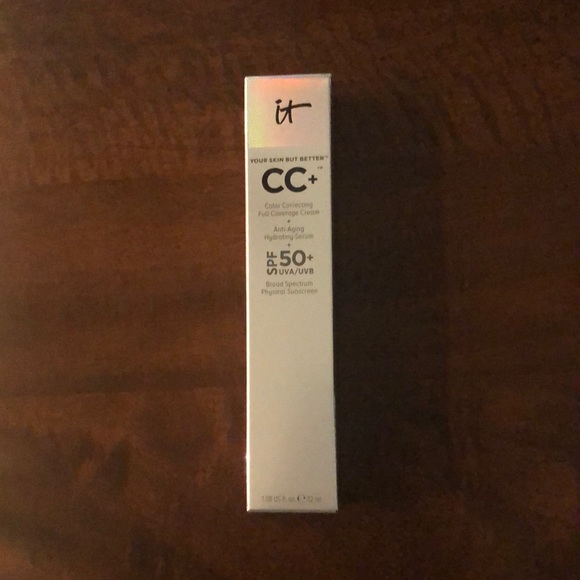 it
YOUR SKIN BUT BETTER™
CC+™
Color Correcting
Full Coverage Cream
+
Anti-Aging
Hydrating Serum
+
SPF 50+
UVA/UVB
Broad Spectrum
Physical Sunscreen
1.08 US fl. oz. ℮ 32 ml